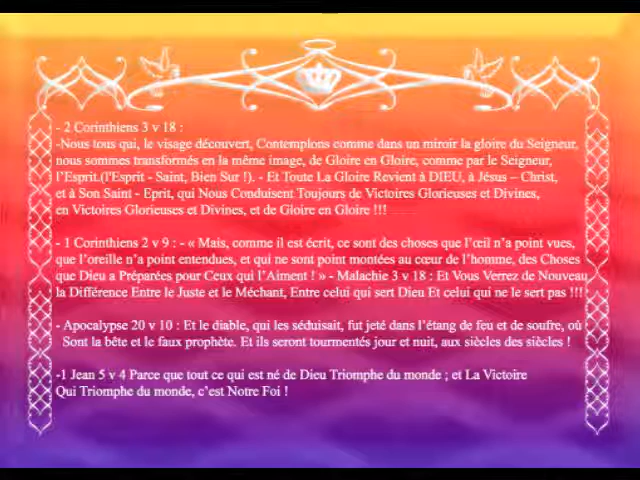 - 2 Corinthiens 3 v 18 :
-Nous tous qui, le visage découvert, Contemplons comme dans un miroir la gloire du Seigneur,
nous sommes transformés en la même image, de Gloire en Gloire, comme par le Seigneur,
l'Esprit.(l'Esprit - Saint, Bien Sur !). - Et Toute La Gloire Revient à DIEU, à Jésus – Christ,
et à Son Saint - Eprit, qui Nous Conduisent Toujours de Victoires Glorieuses et Divines,
en Victoires Glorieuses et Divines, et de Gloire en Gloire !!!
- 1 Corinthiens 2 v 9 : - « Mais, comme il est écrit, ce sont des choses que l'œil n'a point vues,
que l'oreille n'a point entendues, et qui ne sont point montées au cœur de l'homme, des Choses
que Dieu a Préparées pour Ceux qui l'Aiment ! » - Malachie 3 v 18 : Et Vous Verrez de Nouveau
la Différence Entre le Juste et le Méchant, Entre celui qui sert Dieu Et celui qui ne le sert pas !!!
- Apocalypse 20 v 10 : Et le diable, qui les séduisait, fut jeté dans l'étang de feu et de soufre, où
Sont la bête et le faux prophète. Et ils seront tourmentés jour et nuit, aux siècles des siècles !
-1 Jean 5 v 4 Parce que tout ce qui est né de Dieu Triomphe du monde ; et La Victoire
Qui Triomphe du monde, c'est Notre Foi !